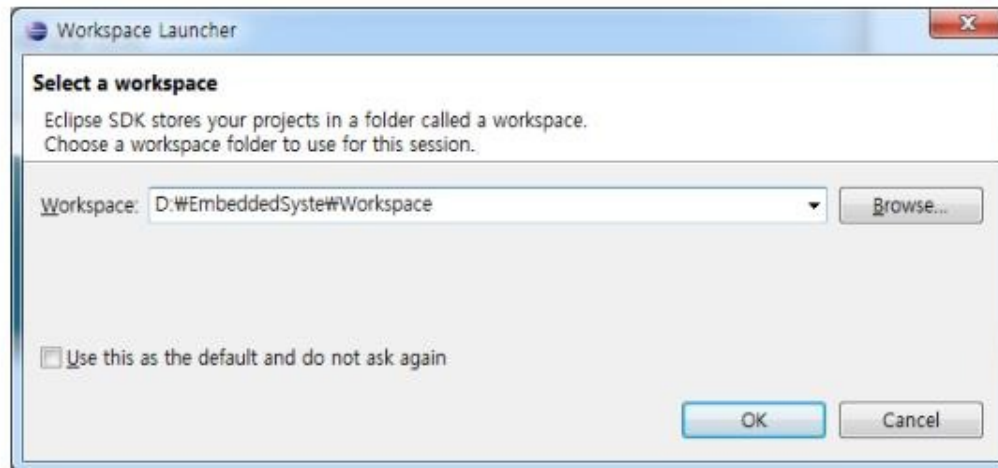 Workspace Launcher
Select a workspace
Eclipse SDK stores your projects in a folder called a workspace.
Choose a workspace folder to use for this session.
Workspace: D:₩EmbeddedSyste₩Workspace Browse...
Use this as the default and do not ask again
OK Cancel